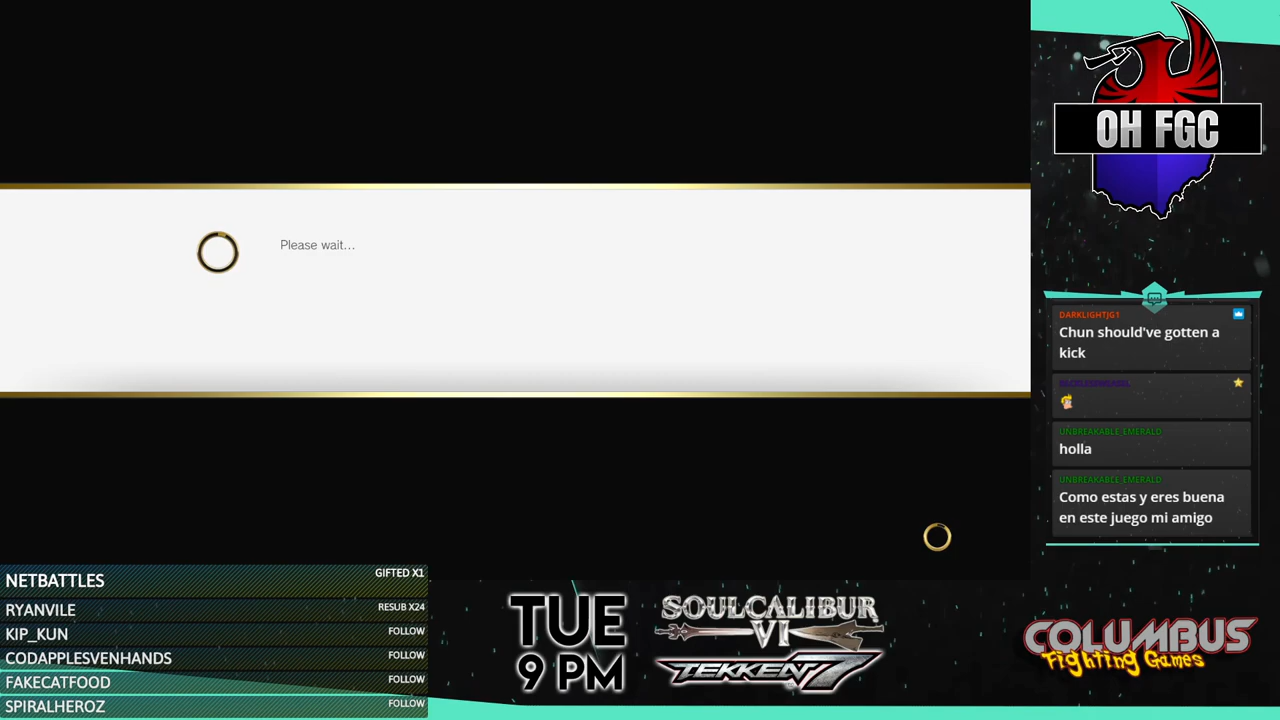 Please wait...
OH FGC
DARKLIGHTJG1
Chun should've gotten a
kick
UNBREAKABLE_EMERALD
holla
UNBREAKABLE_EMERALD
Como estas y eres buena
en este juego mi amigo
NETBATTLES GIFTED X1
RYANVILE RESUB X24
KIP_KUN FOLLOW
CODAPPLESVENHANDS FOLLOW
FAKECATFOOD FOLLOW
SPIRALHEROZ FOLLOW
TUE
9 PM
SOULCALIBUR
VI
TEKKEN 7
COLUMBUS
Fighting Games